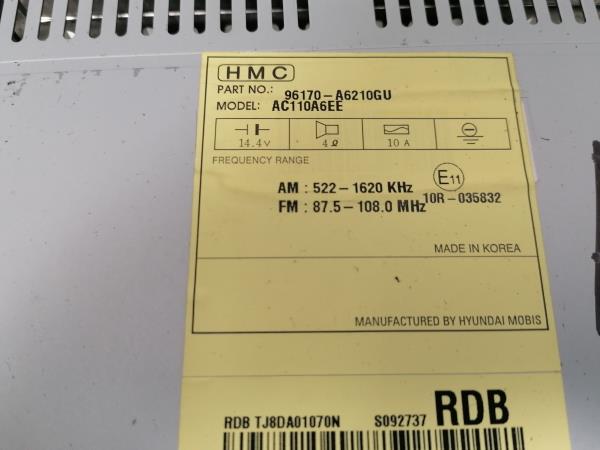 HMC
PART NO.: 96170-A6210GU
MODEL: AC110A6EE
14.4V 4Ω 10 A
FREQUENCY RANGE
AM : 522-1620 KHz E11
FM : 87.5-108.0 MHz 10R-035832
MADE IN KOREA
MANUFACTURED BY HYUNDAI MOBIS
RDB TJ8DA01070N S092737 RDB